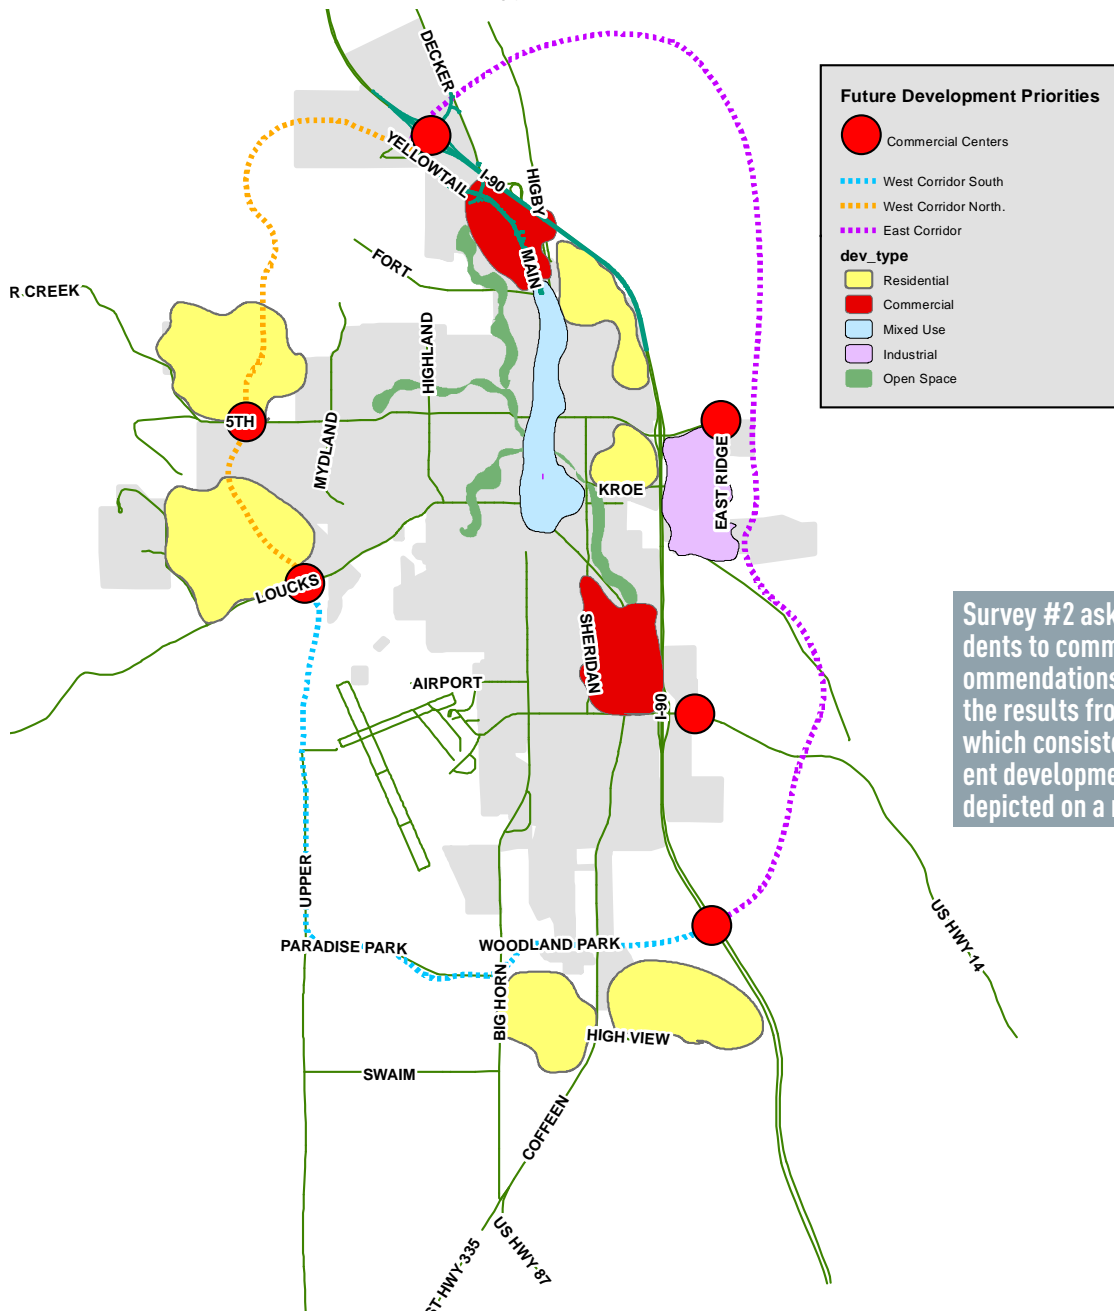 DECKER
YELLOWTAIL
I-90
HIGBY
MAIN
FORT
R CREEK
HIGHLAND
MYDLAND
5TH
KROE
EAST RIDGE
LOUCKS
SHERIDAN
AIRPORT
I-90
UPPER
PARADISE PARK
WOODLAND PARK
BIG HORN
HIGH VIEW
SWAIM
COFFEEN
US HWY-14
US HWY-87
ST HWY-335
Future Development Priorities
Commercial Centers
West Corridor South
West Corridor North.
East Corridor
dev_type
Residential
Commercial
Mixed Use
Industrial
Open Space
Survey #2 ask
dents to comm
ommendations
the results fro
which consiste
ent developme
depicted on a